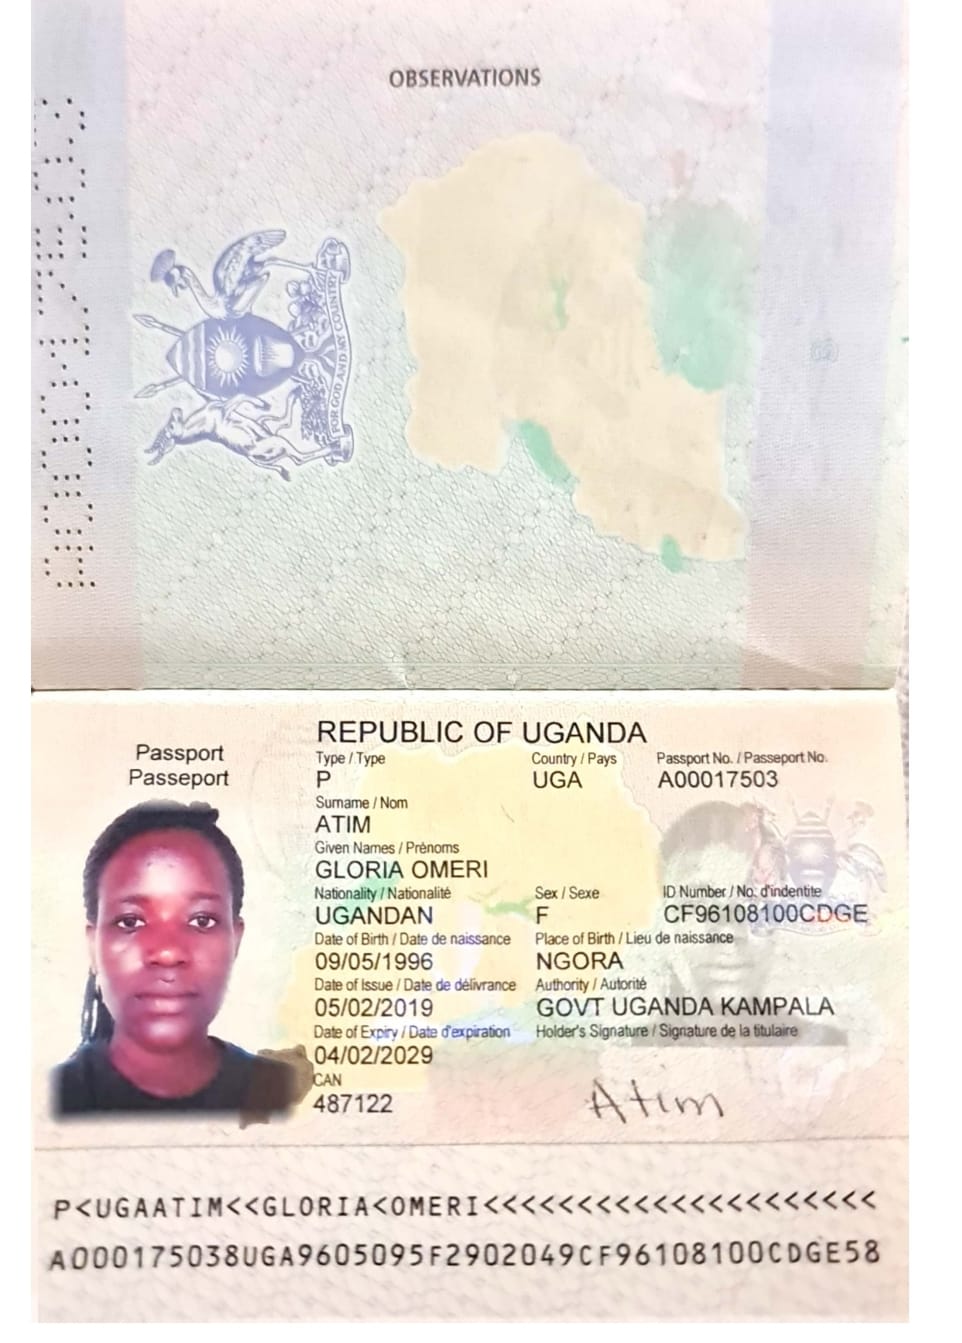 OBSERVATIONS
FOR GOD AND MY COUNTRY
REPUBLIC OF UGANDA
Passport
Passeport
Type / Type
Country / Pays
Passport No. / Passeport No.
P
UGA
A00017503
Surname / Nom
ATIM
Given Names / Prénoms
GLORIA OMERI
Nationality / Nationalité
Sex / Sexe
ID Number / No. d'indentite
UGANDAN
F
CF96108100CDGE
Date of Birth / Date de naissance
Place of Birth / Lieu de naissance
09/05/1996
NGORA
Date of Issue / Date de délivrance
Authority / Autorité
05/02/2019
GOVT UGANDA KAMPALA
Date of Expiry / Date d'expiration
Holder's Signature / Signature de la titulaire
04/02/2029
CAN
487122
Atim
P<UGAATIM<<GLORIA<OMERI<<<<<<<<<<<<<<<<<<<<<
A000175038UGA9605095F2902049CF96108100CDGE58